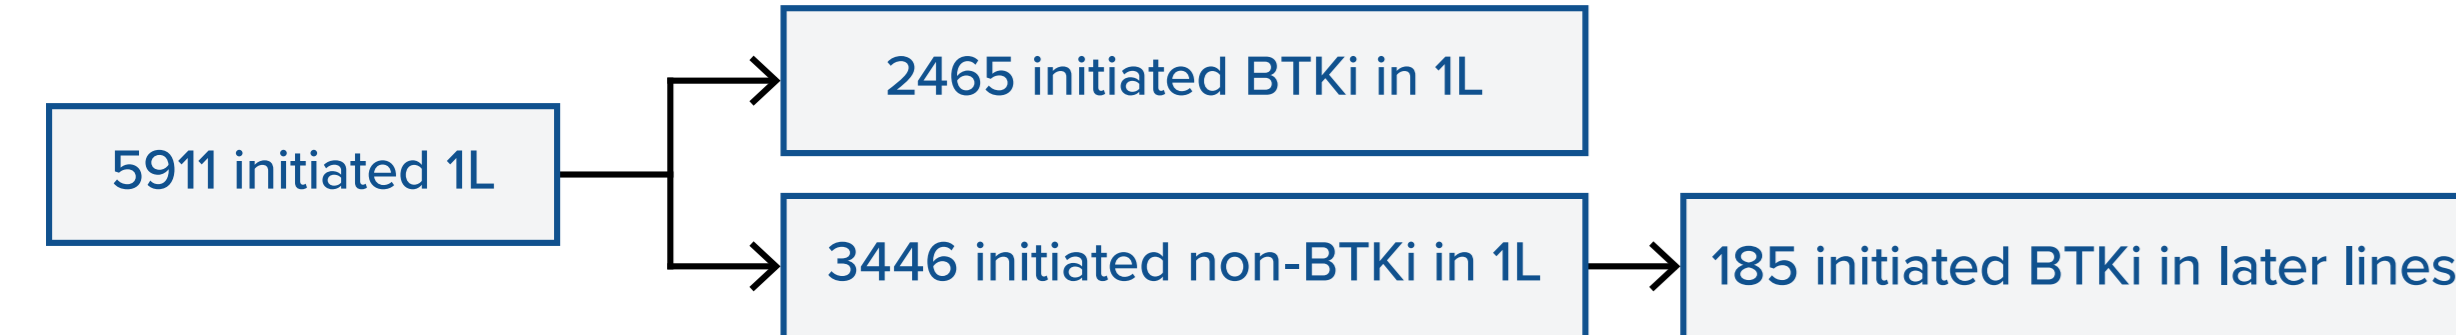 2465 initiated BTKi in 1L
5911 initiated 1L
3446 initiated non-BTKi in 1L
185 initiated BTKi in later lines